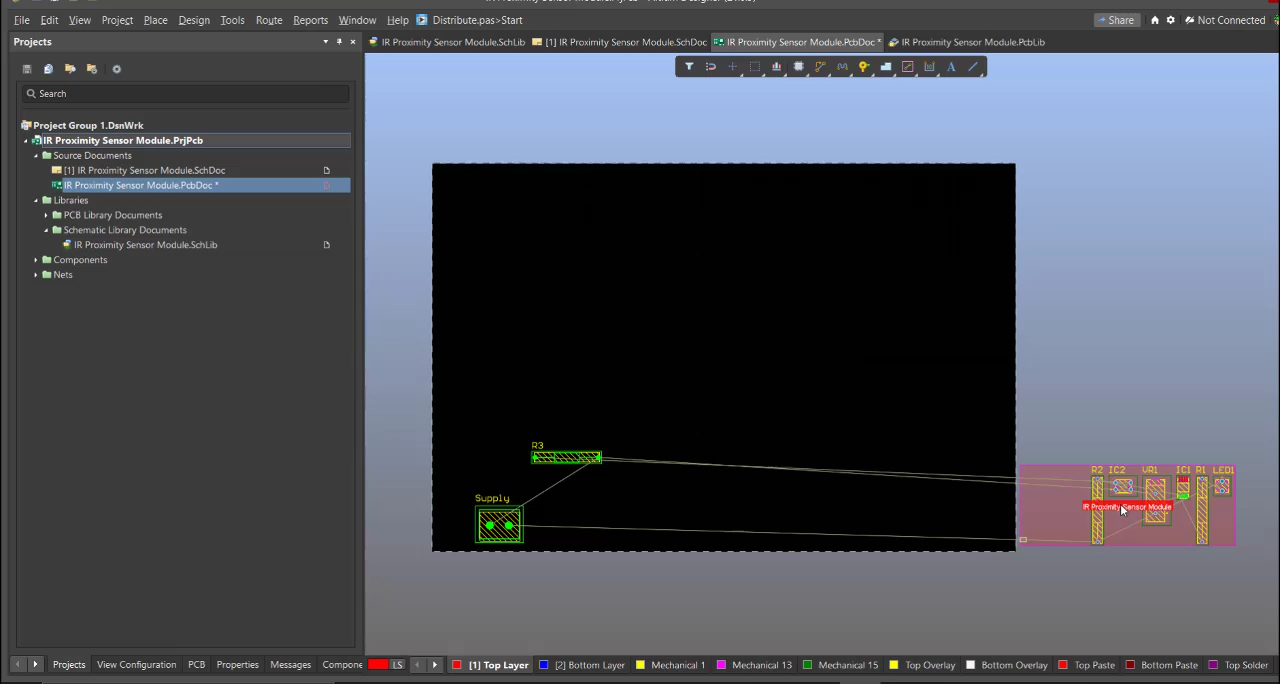 File Edit View Project Place Design Tools Route Reports Window Help Distribute.pas>Start Share Not Connected
Projects
IR Proximity Sensor Module.SchLib [1] IR Proximity Sensor Module.SchDoc IR Proximity Sensor Module.PcbDoc * IR Proximity Sensor Module.PcbLib
Search
Project Group 1.DsnWrk
IR Proximity Sensor Module.PrjPcb
Source Documents
[1] IR Proximity Sensor Module.SchDoc
IR Proximity Sensor Module.PcbDoc *
Libraries
PCB Library Documents
Schematic Library Documents
IR Proximity Sensor Module.SchLib
Components
Nets
R3
Supply
R2 IC2 VR1 IC1 R1 LED1
IR Proximity Sensor Module
Projects View Configuration PCB Properties Messages Compone LS [1] Top Layer [2] Bottom Layer Mechanical 1 Mechanical 13 Mechanical 15 Top Overlay Bottom Overlay Top Paste Bottom Paste Top Solder